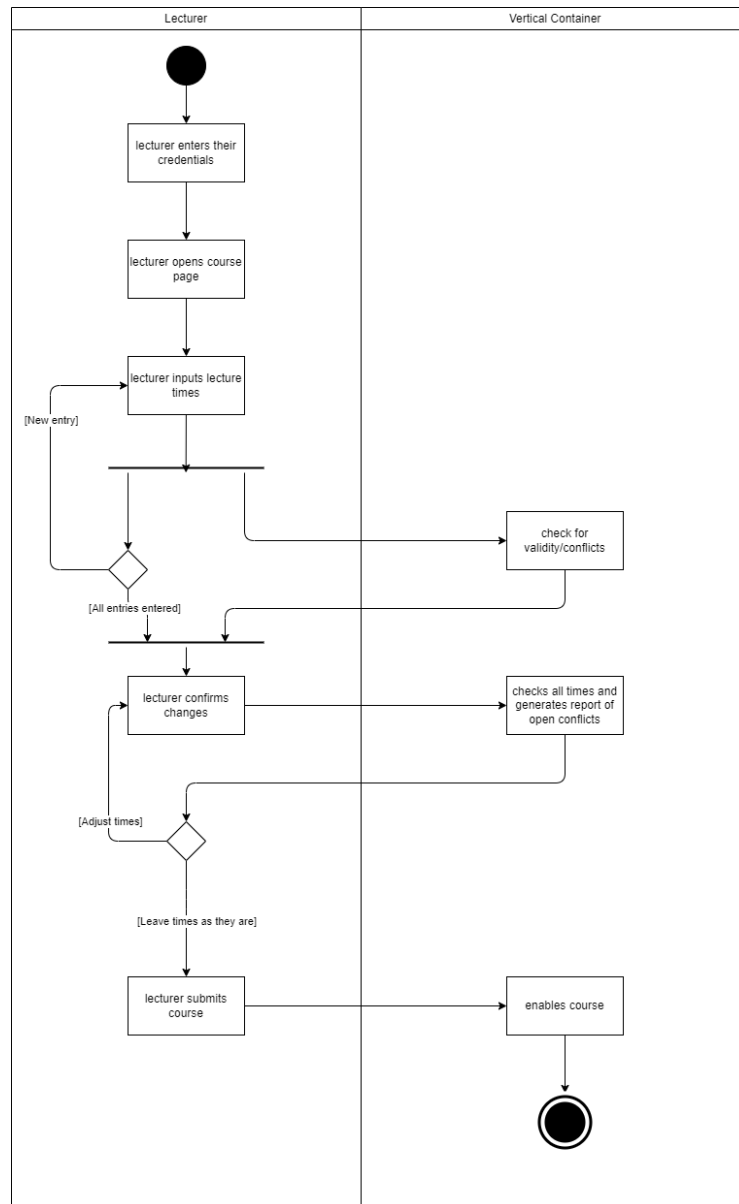 Lecturer
Vertical Container
lecturer enters their
credentials
lecturer opens course
page
lecturer inputs lecture
times
[New entry]
check for
validity/conflicts
[All entries entered]
lecturer confirms
changes
checks all times and
generates report of
open conflicts
[Adjust times]
[Leave times as they are]
lecturer submits
course
enables course